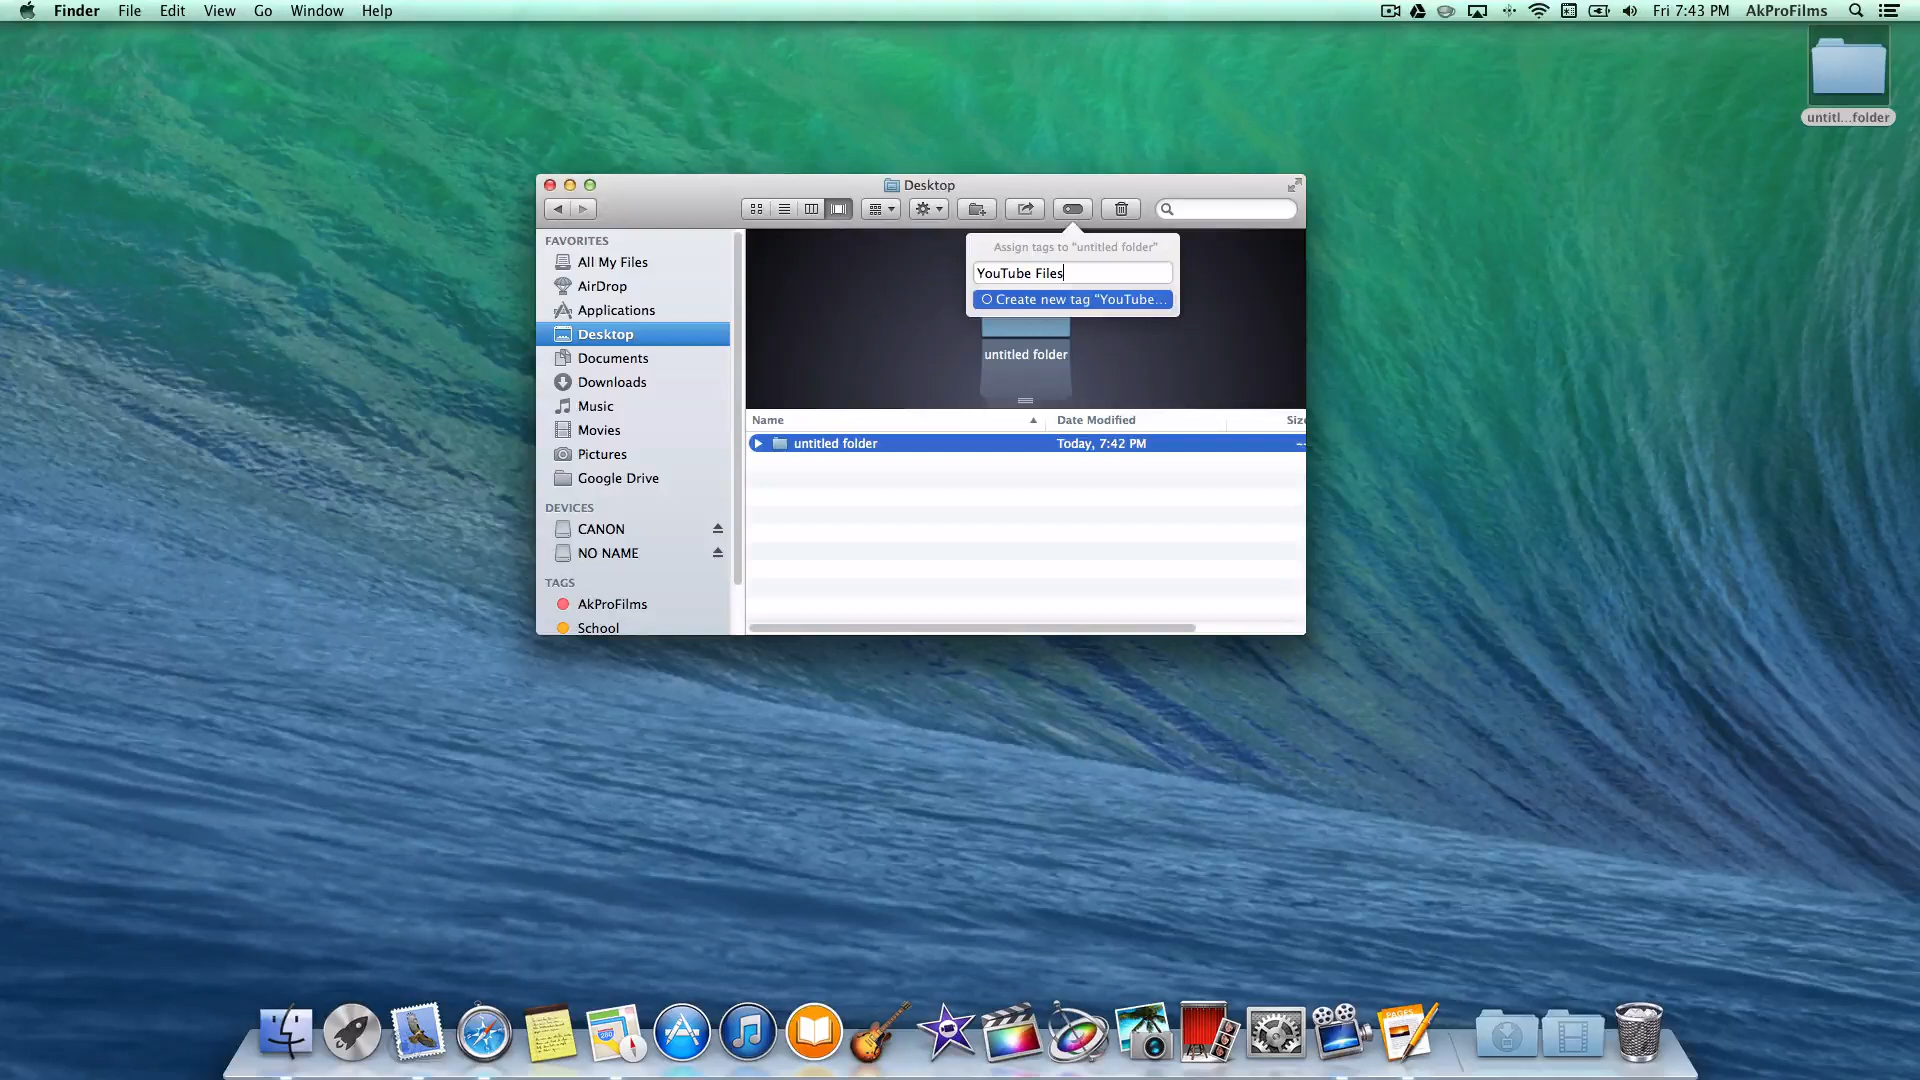 Finder File Edit View Go Window Help
Fri 7:43 PM AkProFilms
untitl...folder
Desktop
Assign tags to "untitled folder"
YouTube Files
Create new tag "YouTube...
untitled folder
FAVORITES
All My Files
AirDrop
Applications
Desktop
Documents
Downloads
Music
Movies
Pictures
Google Drive
DEVICES
CANON
NO NAME
TAGS
AkProFilms
School
Name Date Modified Size
untitled folder Today, 7:42 PM --
280
PAGES